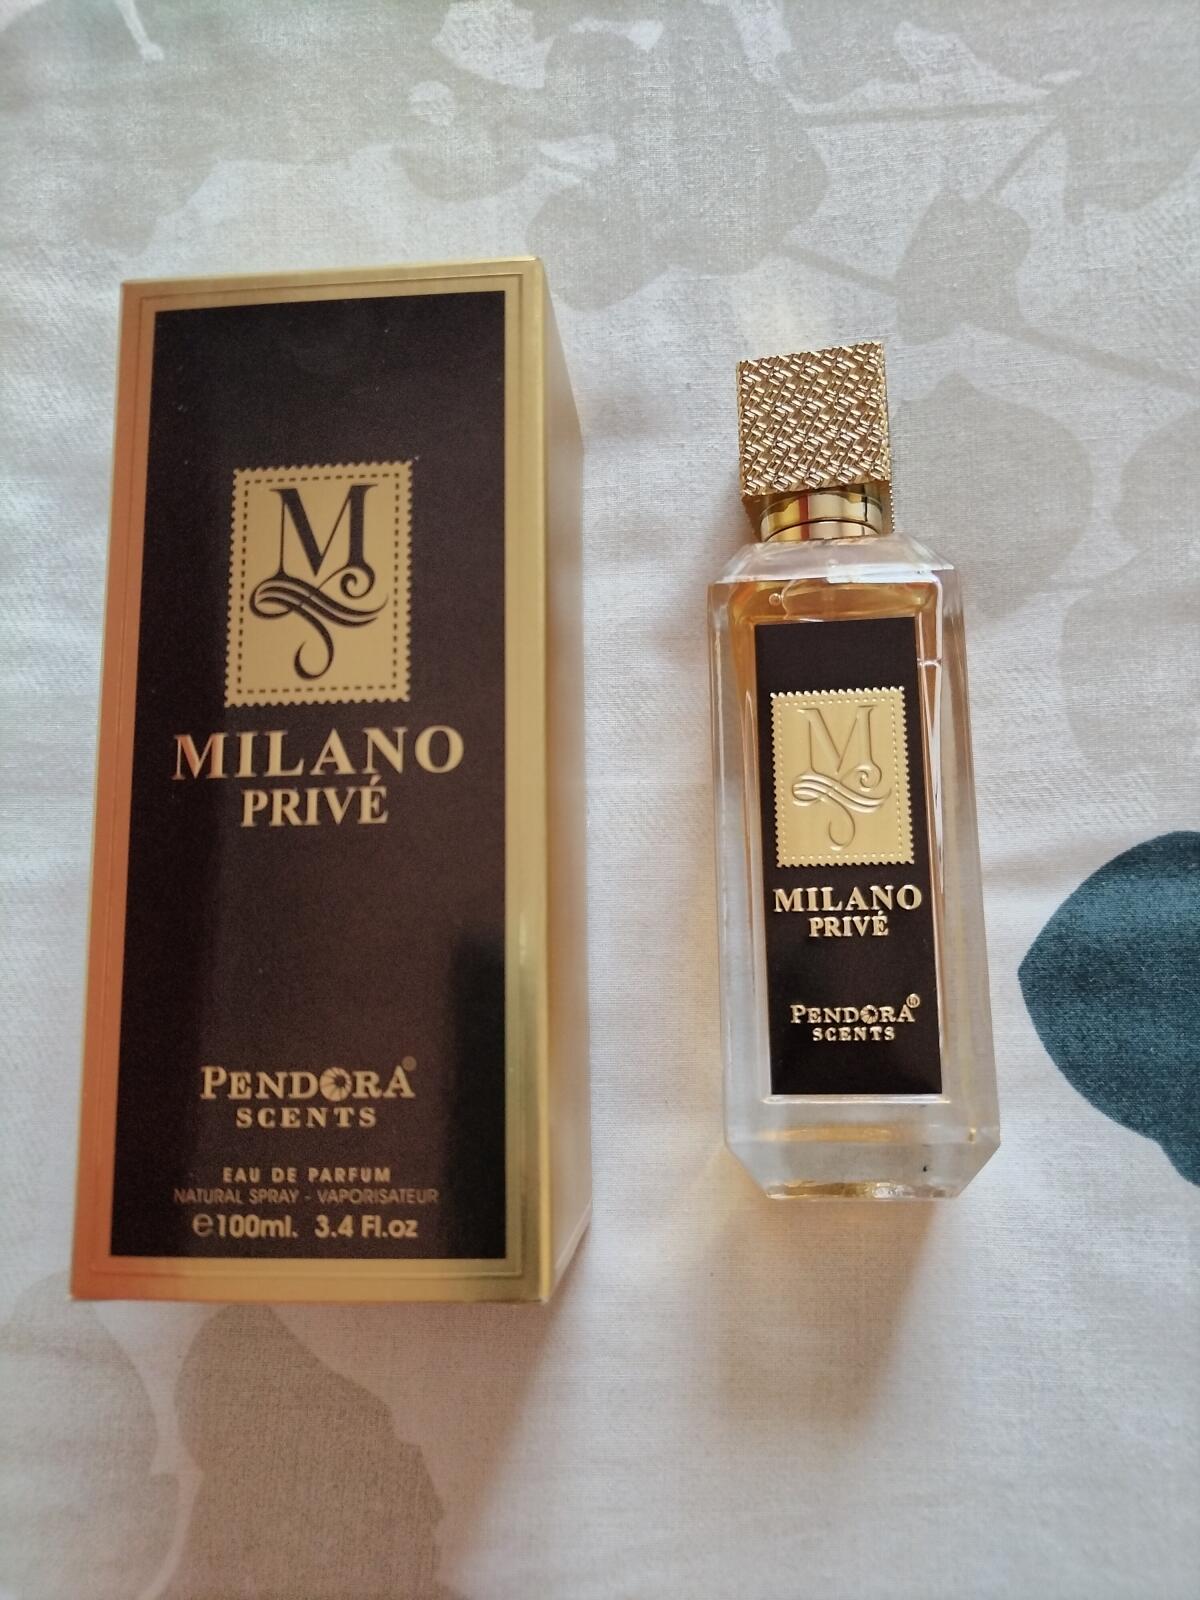 M
MILANO
PRIVÉ
PENDORA®
SCENTS
EAU DE PARFUM
NATURAL SPRAY - VAPORISATEUR
℮100ml. 3.4 Fl.oz
M
MILANO
PRIVÉ
PENDORA®
SCENTS